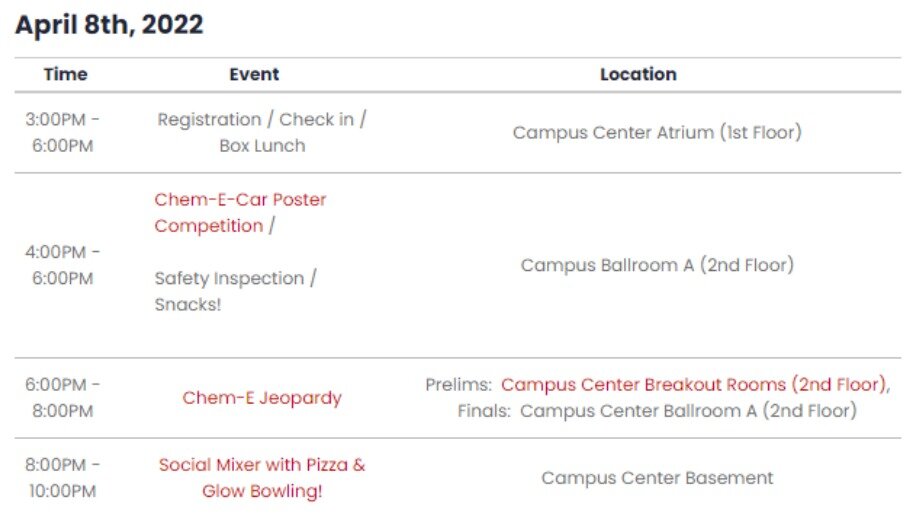 April 8th, 2022
Time Event Location
3:00PM -
6:00PM
Registration / Check in /
Box Lunch
Campus Center Atrium (1st Floor)
4:00PM -
6:00PM
Chem-E-Car Poster
Competition /
Safety Inspection /
Snacks!
Campus Ballroom A (2nd Floor)
6:00PM -
8:00PM
Chem-E Jeopardy
Prelims: Campus Center Breakout Rooms (2nd Floor),
Finals: Campus Center Ballroom A (2nd Floor)
8:00PM -
10:00PM
Social Mixer with Pizza &
Glow Bowling!
Campus Center Basement